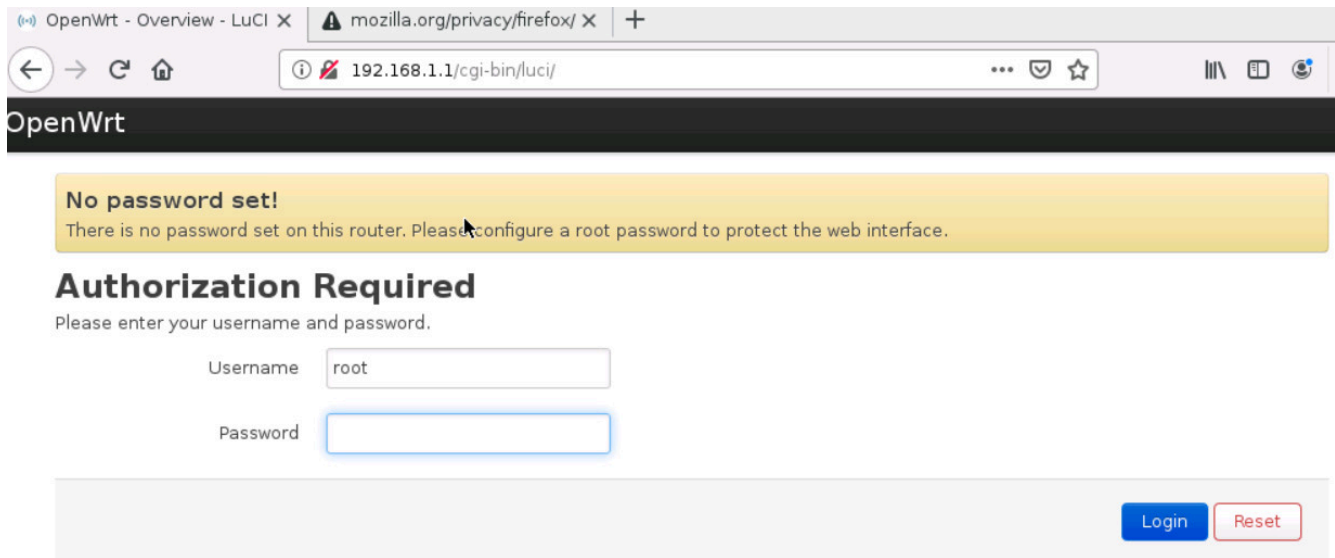 OpenWrt - Overview - LuCI
mozilla.org/privacy/firefox/
192.168.1.1/cgi-bin/luci/
OpenWrt
No password set!
There is no password set on this router. Please configure a root password to protect the web interface.
Authorization Required
Please enter your username and password.
Username root
Password
Login Reset